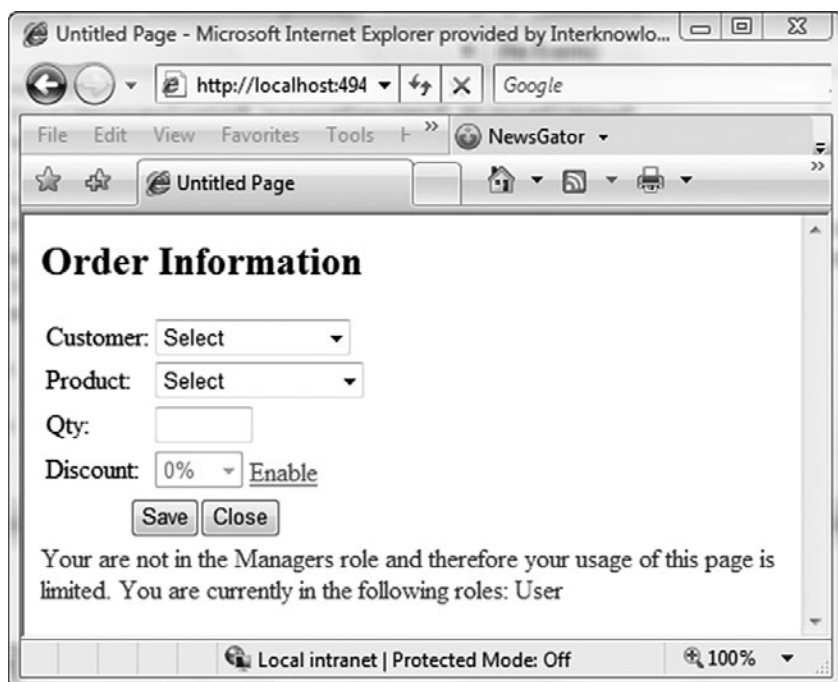 Untitled Page - Microsoft Internet Explorer provided by Interknowlo...
http://localhost:494
Google
File Edit View Favorites Tools H »
NewsGator
Untitled Page
»
Order Information
Customer: Select
Product: Select
Qty:
Discount: 0% Enable
Save Close
Your are not in the Managers role and therefore your usage of this page is
limited. You are currently in the following roles: User
Local intranet | Protected Mode: Off
100%